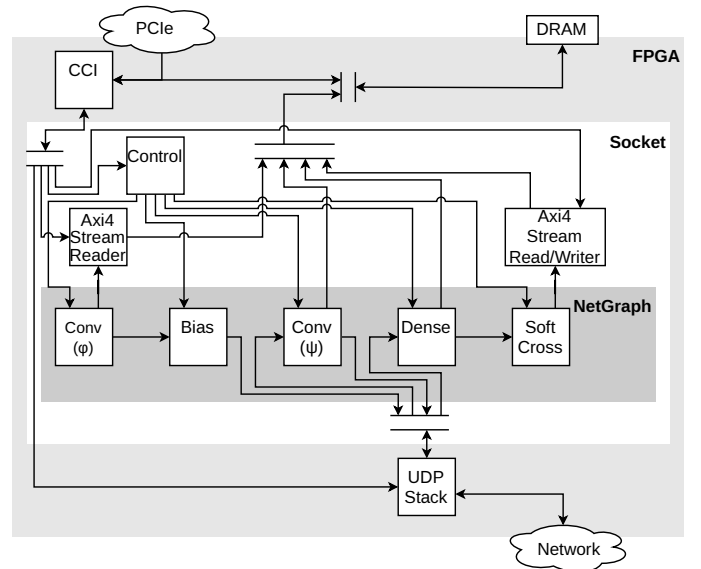 PCIe
DRAM
FPGA
CCI
Socket
Control
Axi4
Stream
Reader
Axi4
Stream
Read/Writer
NetGraph
Conv
(φ)
Bias
Conv
(ψ)
Dense
Soft
Cross
UDP
Stack
Network